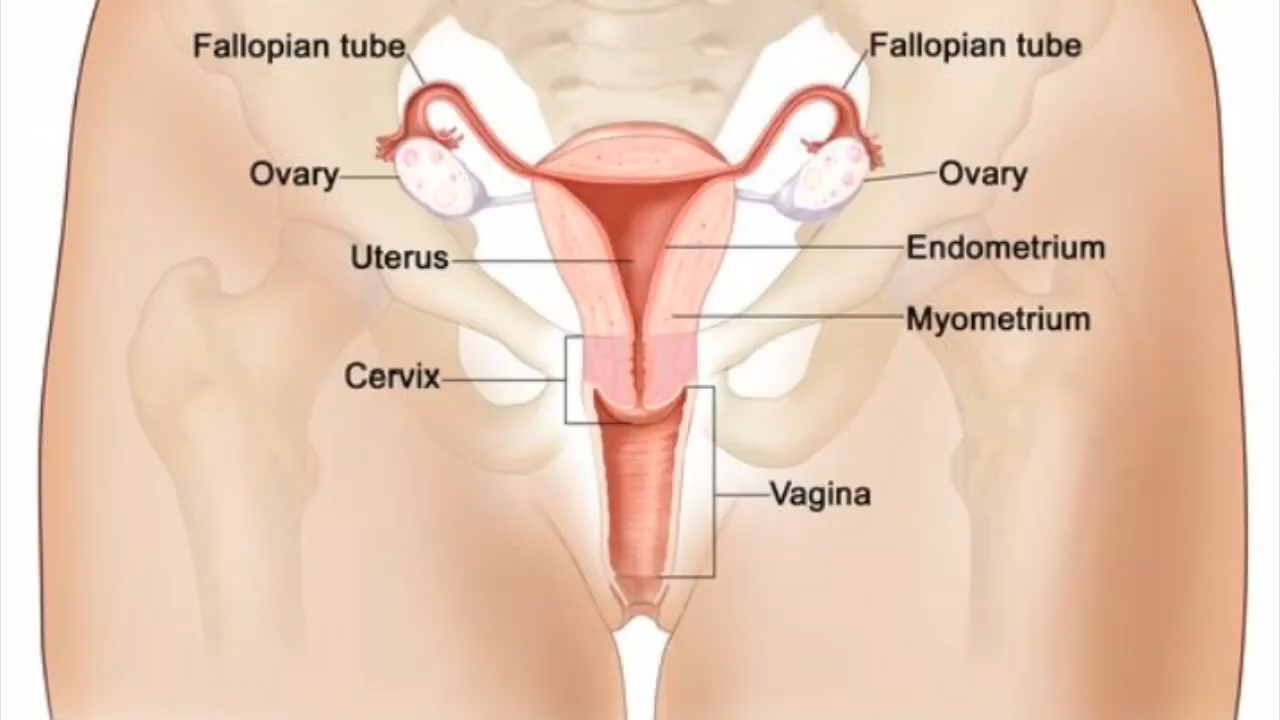 Fallopian tube
Fallopian tube
Ovary
Ovary
Uterus
Endometrium
Myometrium
Cervix
Vagina